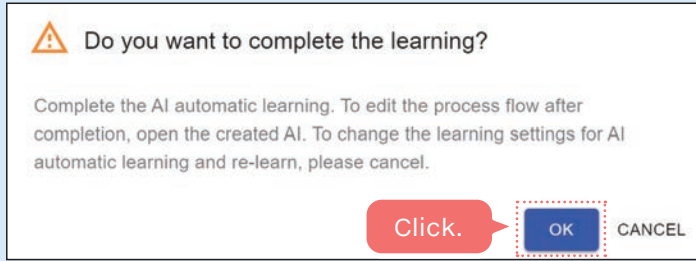 Do you want to complete the learning?
Complete the AI automatic learning. To edit the process flow after
completion, open the created AI. To change the learning settings for AI
automatic learning and re-learn, please cancel.
Click.
OK
CANCEL